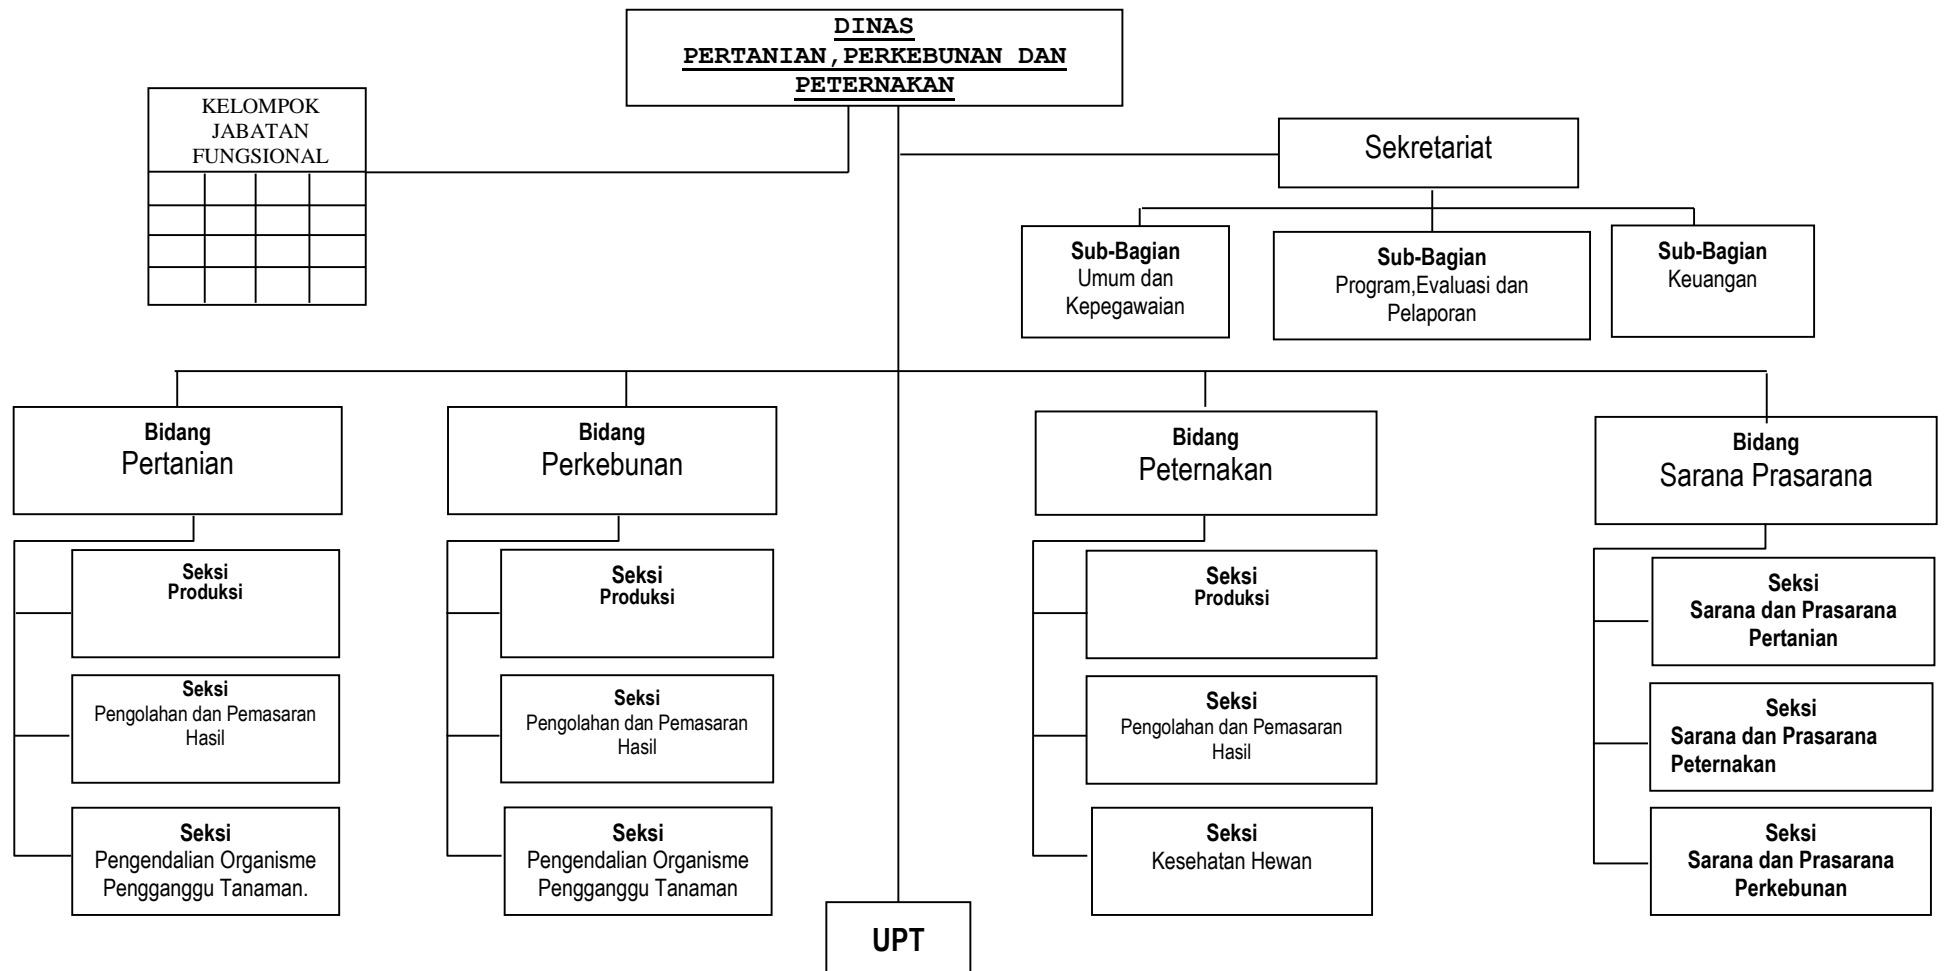 DINAS
PERTANIAN,PERKEBUNAN DAN
PETERNAKAN
KELOMPOK
JABATAN
FUNGSIONAL
Sekretariat
Sub-Bagian
Umum dan
Kepegawaian
Sub-Bagian
Program,Evaluasi dan
Pelaporan
Sub-Bagian
Keuangan
Bidang
Pertanian
Bidang
Perkebunan
Bidang
Peternakan
Bidang
Sarana Prasarana
Seksi
Produksi
Seksi
Pengolahan dan Pemasaran
Hasil
Seksi
Pengendalian Organisme
Pengganggu Tanaman.
Seksi
Produksi
Seksi
Pengolahan dan Pemasaran
Hasil
Seksi
Pengendalian Organisme
Pengganggu Tanaman
Seksi
Produksi
Seksi
Pengolahan dan Pemasaran
Hasil
Seksi
Kesehatan Hewan
Seksi
Sarana dan Prasarana
Pertanian
Seksi
Sarana dan Prasarana
Peternakan
Seksi
Sarana dan Prasarana
Perkebunan
UPT